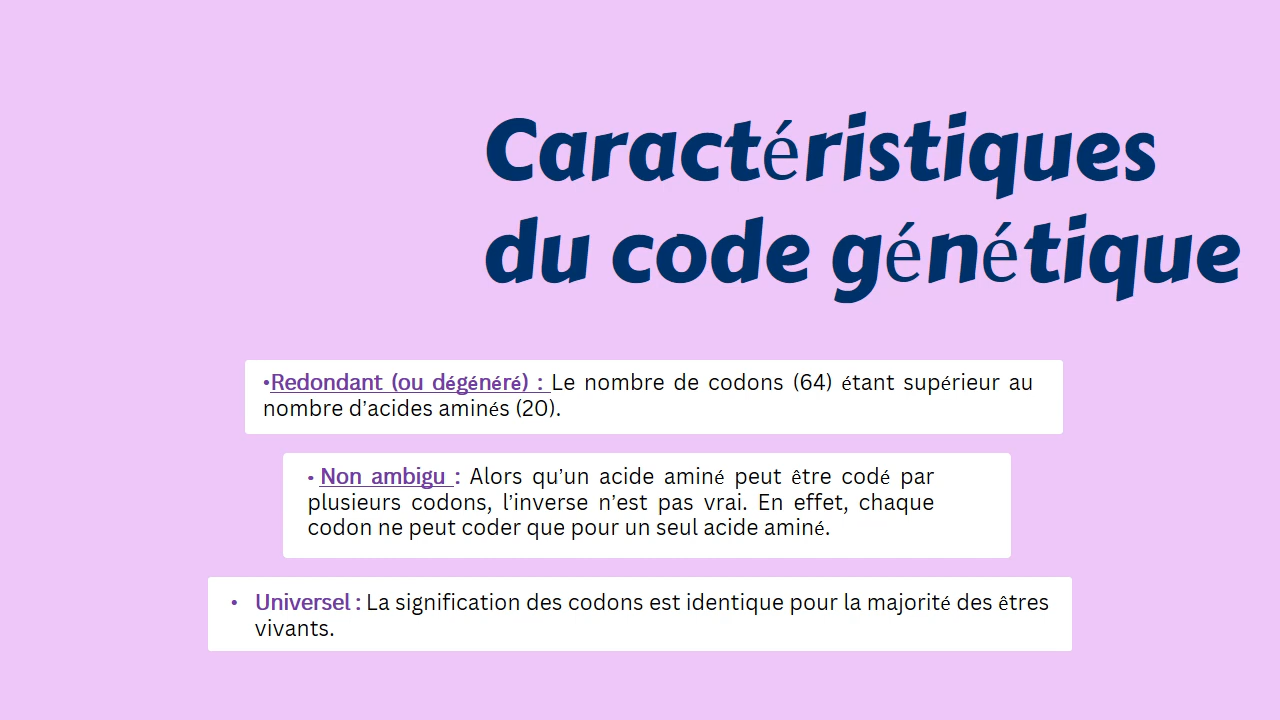 Caractéristiques
du code génétique
•Redondant (ou dégénéré) : Le nombre de codons (64) étant supérieur au
nombre d’acides aminés (20).
• Non ambigu : Alors qu’un acide aminé peut être codé par
plusieurs codons, l’inverse n’est pas vrai. En effet, chaque
codon ne peut coder que pour un seul acide aminé.
• Universel : La signification des codons est identique pour la majorité des êtres
vivants.